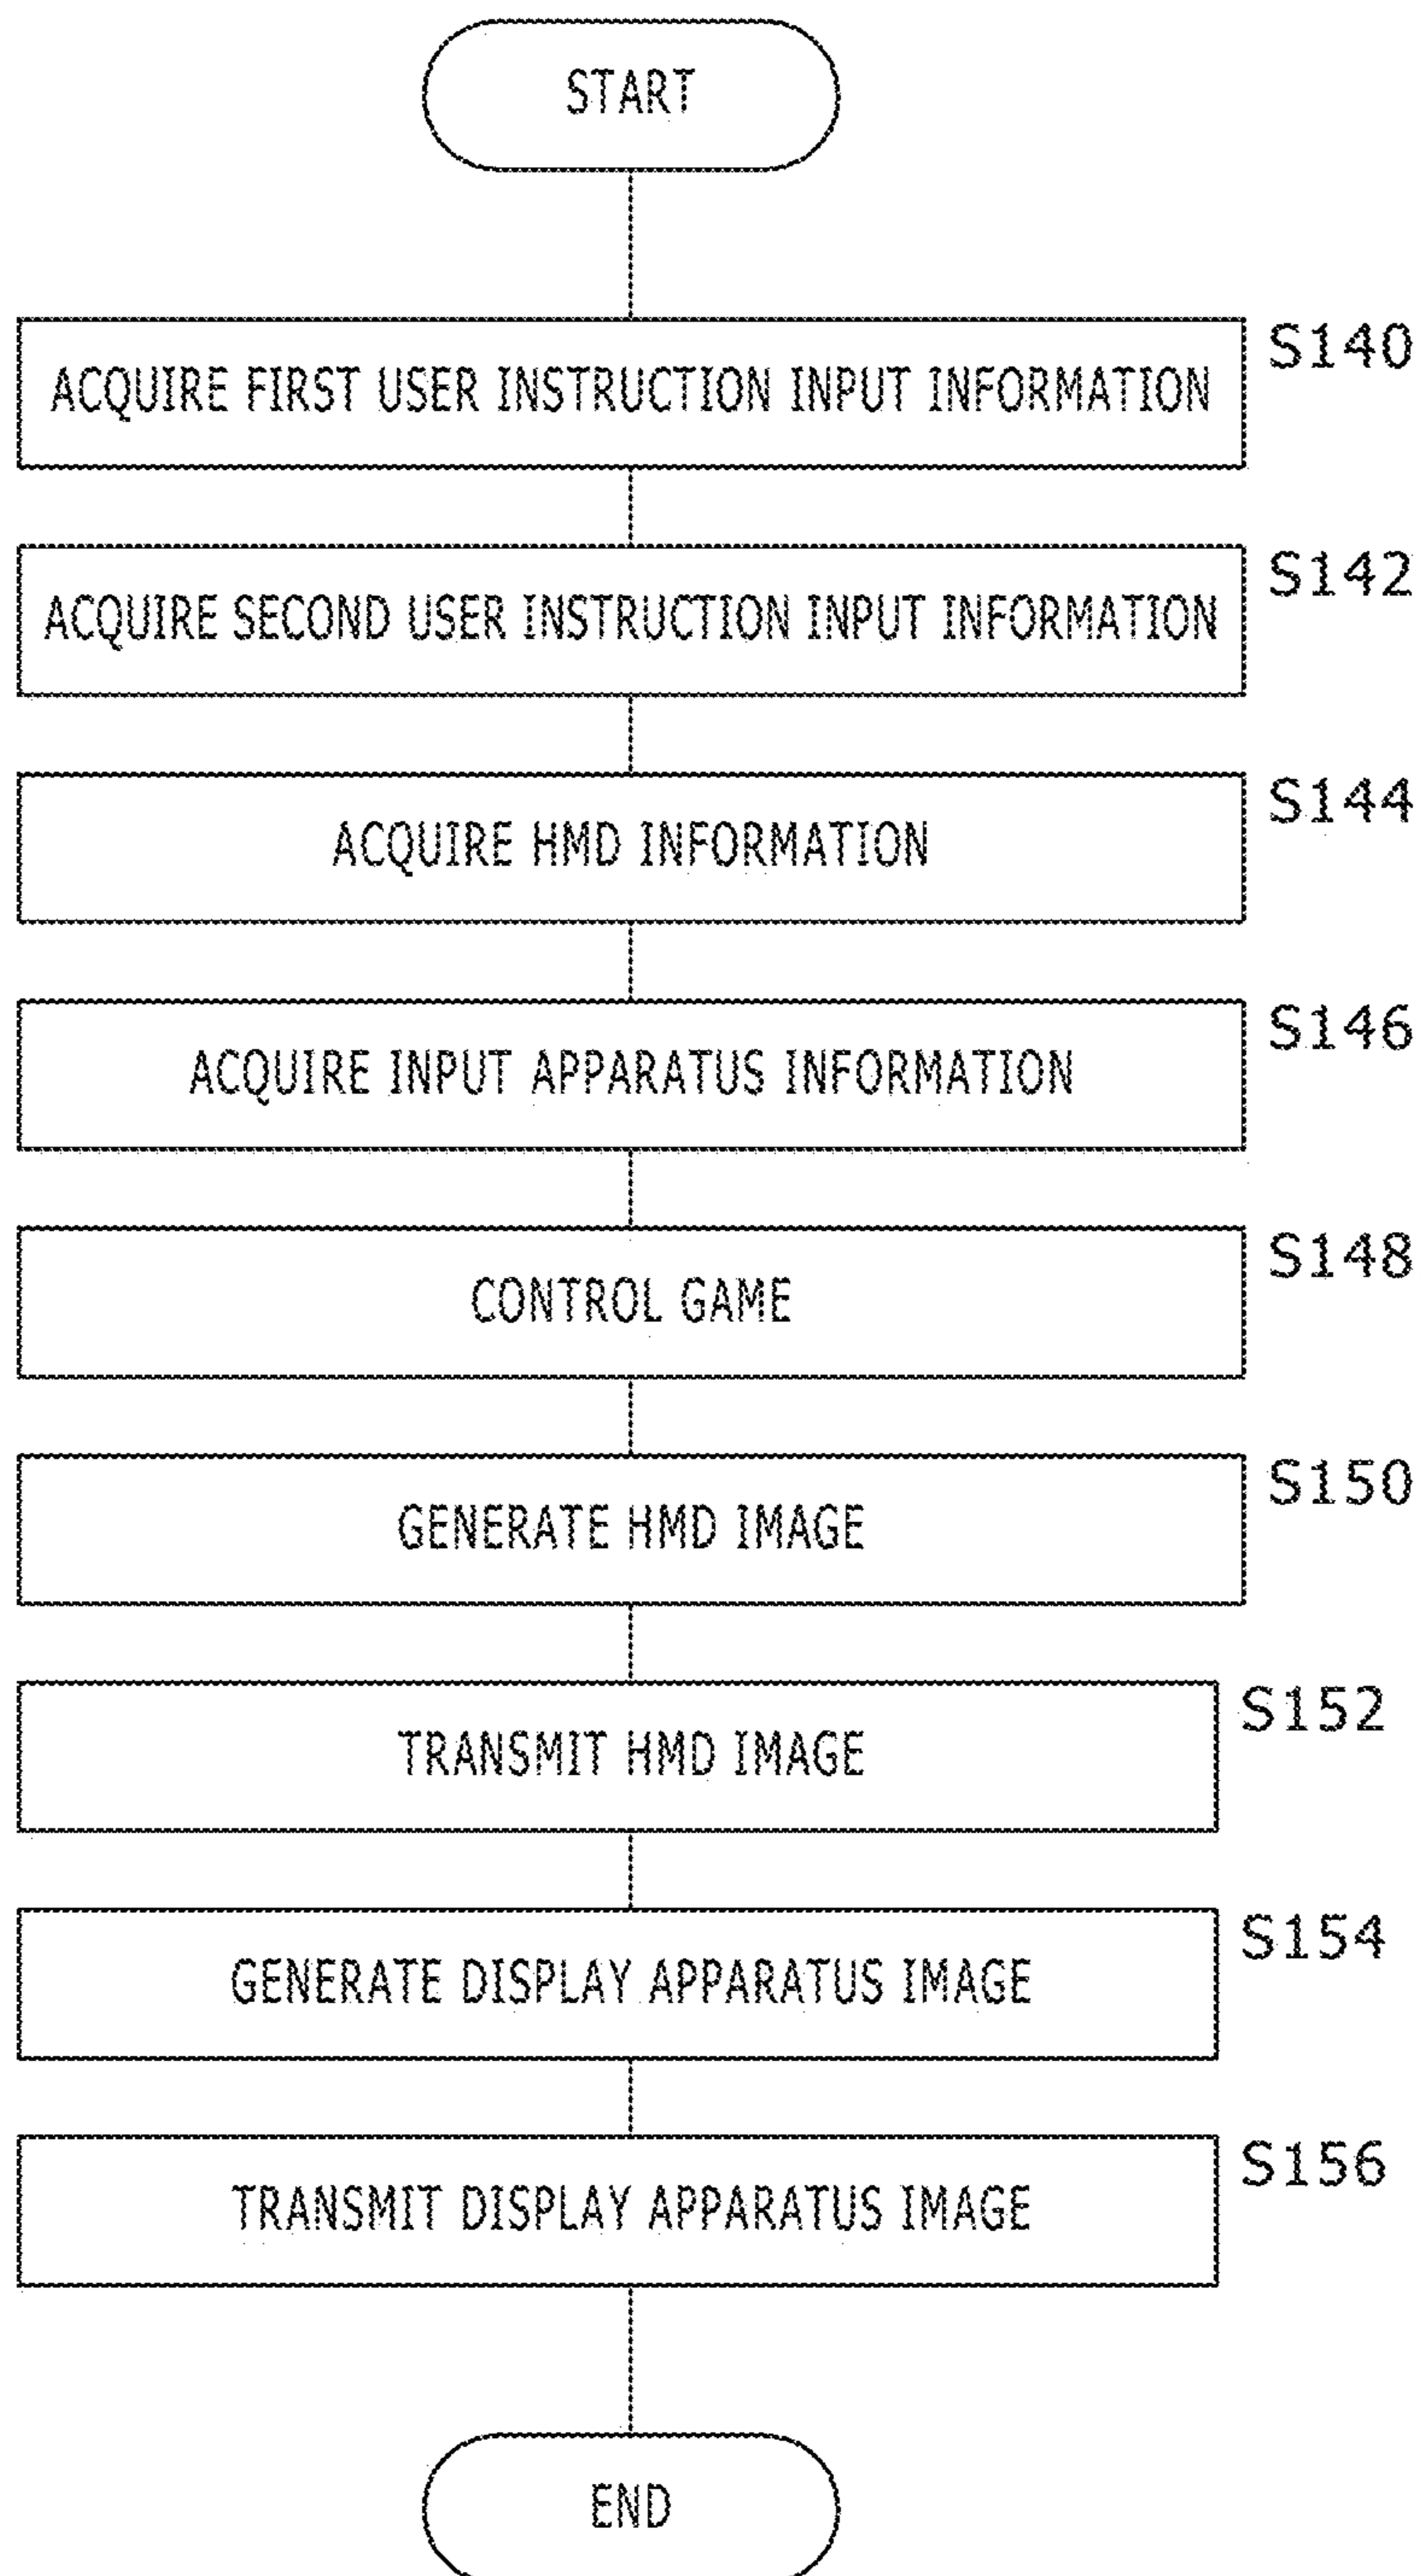 START
ACQUIRE FIRST USER INSTRUCTION INPUT INFORMATION
S140
ACQUIRE SECOND USER INSTRUCTION INPUT INFORMATION
S142
ACQUIRE HMD INFORMATION
S144
ACQUIRE INPUT APPARATUS INFORMATION
S146
CONTROL GAME
S148
GENERATE HMD IMAGE
S150
TRANSMIT HMD IMAGE
S152
GENERATE DISPLAY APPARATUS IMAGE
S154
TRANSMIT DISPLAY APPARATUS IMAGE
S156
END